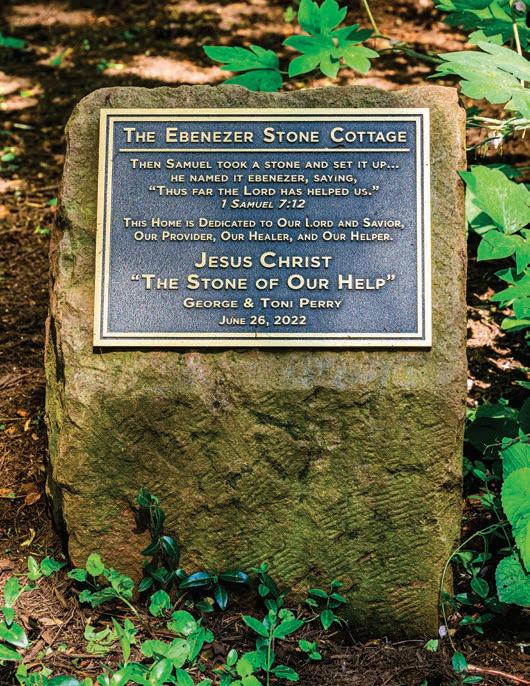 The Ebenezer Stone Cottage
Then Samuel took a stone and set it up...
he named it ebenezer, saying,
“Thus far the Lord has helped us.”
1 Samuel 7:12
This Home is Dedicated to Our Lord and Savior,
Our Provider, Our Healer, and Our Helper.
Jesus Christ
“The Stone of Our Help”
George & Toni Perry
June 26, 2022